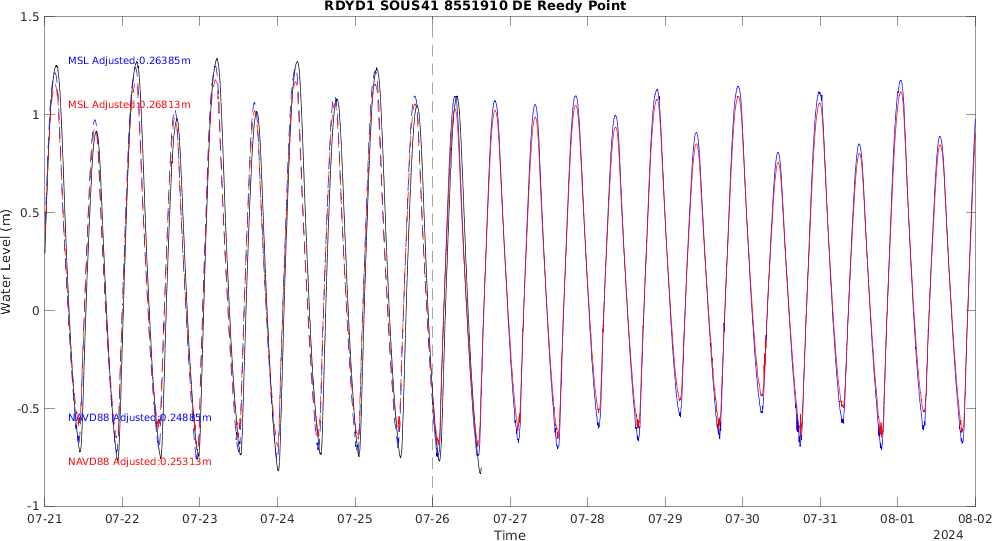 RDYD1 SOUS41 8551910 DE Reedy Point
1.5
MSL Adjusted:0.26385m
MSL Adjusted:0.26813m
1
0.5
Water Level (m)
0
-0.5
NAVD88 Adjusted:0.24885m
NAVD88 Adjusted:0.25313m
-1
07-21 07-22 07-23 07-24 07-25 07-26 07-27 07-28 07-29 07-30 07-31 08-01 08-02
Time
2024